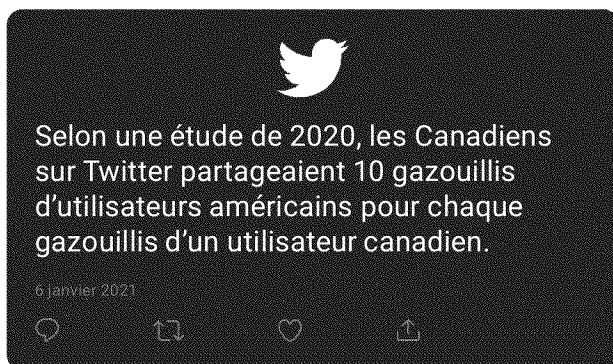 Selon une étude de 2020, les Canadiens
sur Twitter partageaient 10 gazouillis
d’utilisateurs américains pour chaque
gazouillis d’un utilisateur canadien.
6 janvier 2021